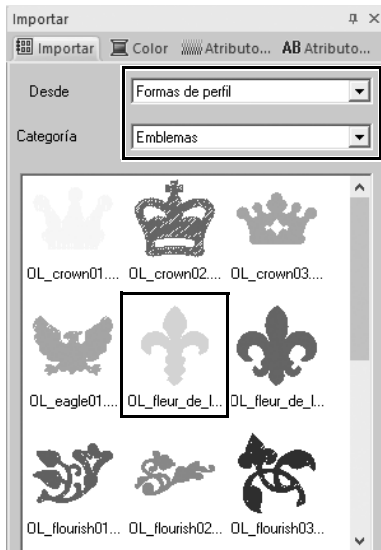 Importar
Importar Color Atributo... AB Atributo...
Desde Formas de perfil
Categoría Emblemas
OL_crown01.... OL_crown02.... OL_crown03....
OL_eagle01.... OL_fleur_de_l... OL_fleur_de_l...
OL_flourish01... OL_flourish02... OL_flourish03...